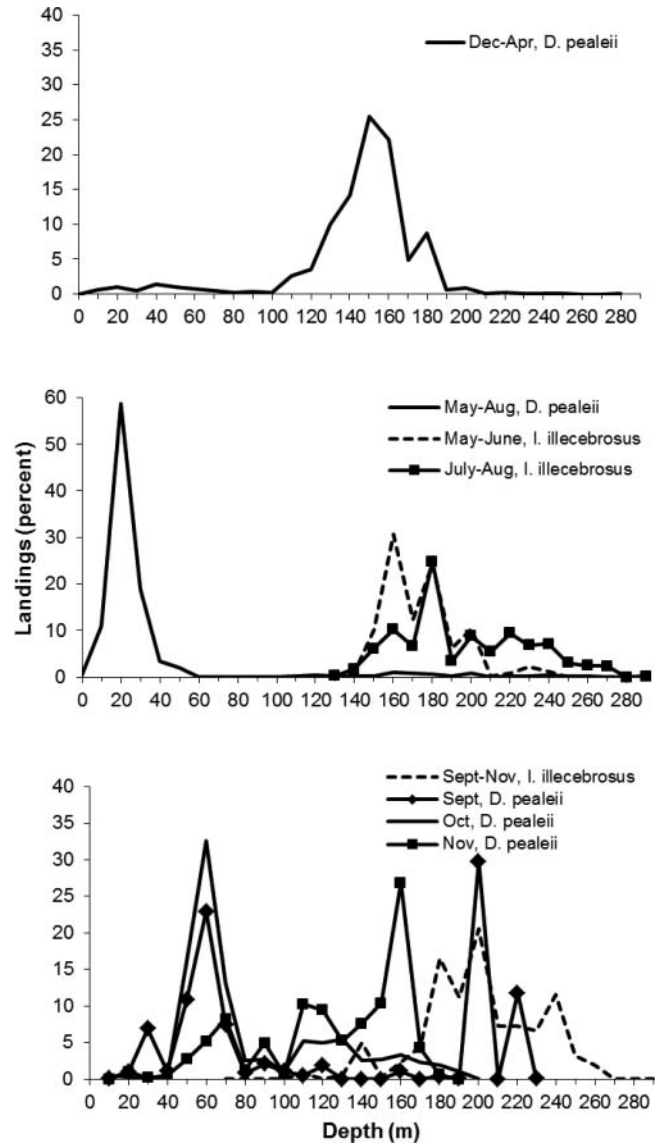 40
35
30
25
20
15
10
5
0
Dec-Apr, D. pealeii
0 20 40 60 80 100 120 140 160 180 200 220 240 260 280
60
50
40
30
20
10
0
May-Aug, D. pealeii
May-June, I. illecebrosus
July-Aug, I. illecebrosus
0 20 40 60 80 100 120 140 160 180 200 220 240 260 280
Landings (percent)
40
35
30
25
20
15
10
5
0
Sept-Nov, I. illecebrosus
Sept, D. pealeii
Oct, D. pealeii
Nov, D. pealeii
0 20 40 60 80 100 120 140 160 180 200 220 240 260 280
Depth (m)